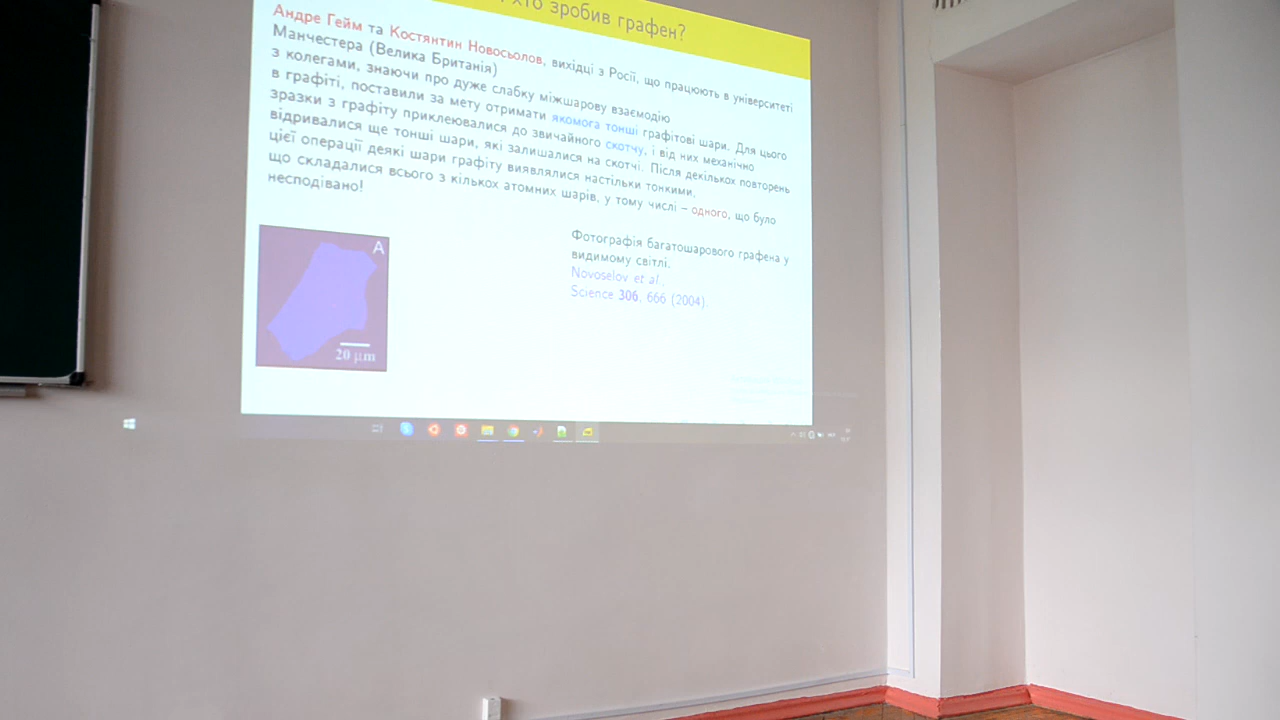 хто зробив графен?
Андре Гейм та Костянтин Новосьолов, вихідці з Росії, що працюють в університеті
Манчестера (Велика Британія)
з колегами, знаючи про дуже слабку міжшарову взаємодію
в графіті, поставили за мету отримати якомога тонші графітові шари. Для цього
зразки з графіту приклеювалися до звичайного скотчу, і від них механічно
відривалися ще тонші шари, які залишалися на скотчі. Після декількох повторень
цієї операції деякі шари графіту виявлялися настільки тонкими,
що складалися всього з кількох атомних шарів, у тому числі – одного, що було
несподівано!
A
20 μm
Фотографія багатошарового графена у
видимому світлі.
Novoselov et al.,
Science 306, 666 (2004).